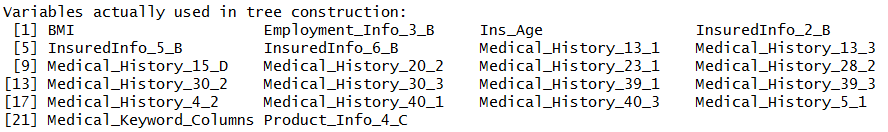 Variables actually used in tree construction:
[1] BMI Employment_Info_3_B Ins_Age InsuredInfo_2_B
[5] InsuredInfo_5_B InsuredInfo_6_B Medical_History_13_1 Medical_History_13_3
[9] Medical_History_15_D Medical_History_20_2 Medical_History_23_1 Medical_History_28_2
[13] Medical_History_30_2 Medical_History_30_3 Medical_History_39_1 Medical_History_39_3
[17] Medical_History_4_2 Medical_History_40_1 Medical_History_40_3 Medical_History_5_1
[21] Medical_Keyword_Columns Product_Info_4_C